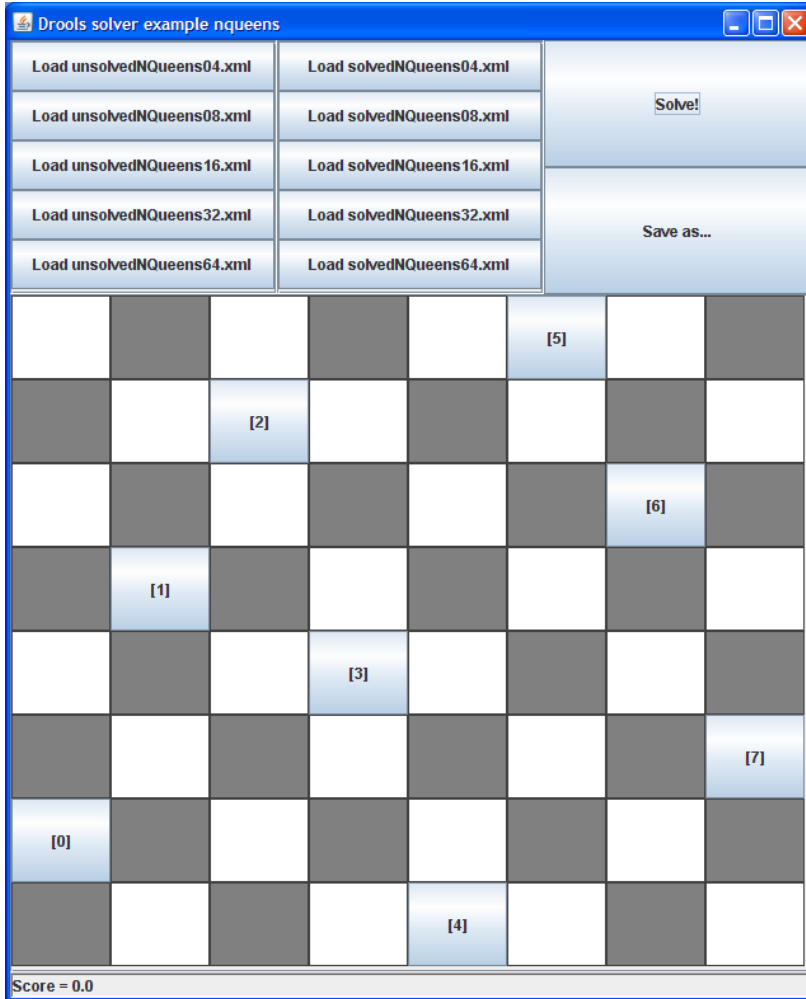 Drools solver example nqueens
Load unsolvedNQueens04.xml
Load solvedNQueens04.xml
Load unsolvedNQueens08.xml
Load solvedNQueens08.xml
Solve!
Load unsolvedNQueens16.xml
Load solvedNQueens16.xml
Load unsolvedNQueens32.xml
Load solvedNQueens32.xml
Save as...
Load unsolvedNQueens64.xml
Load solvedNQueens64.xml
[5]
[2]
[6]
[1]
[3]
[7]
[0]
[4]
Score = 0.0